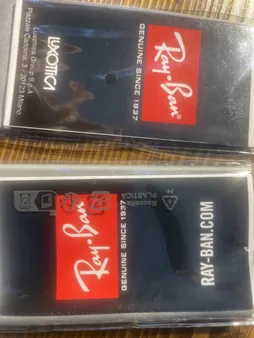 Ray-Ban
GENUINE SINCE 1937
LUXOTTICA
Luxottica Group S.p.A
Piazzale Cadorna, 3 - 20123 Milano
Ray-Ban
GENUINE SINCE 1937
Raccolta
PLASTICA
RAY-BAN.COM